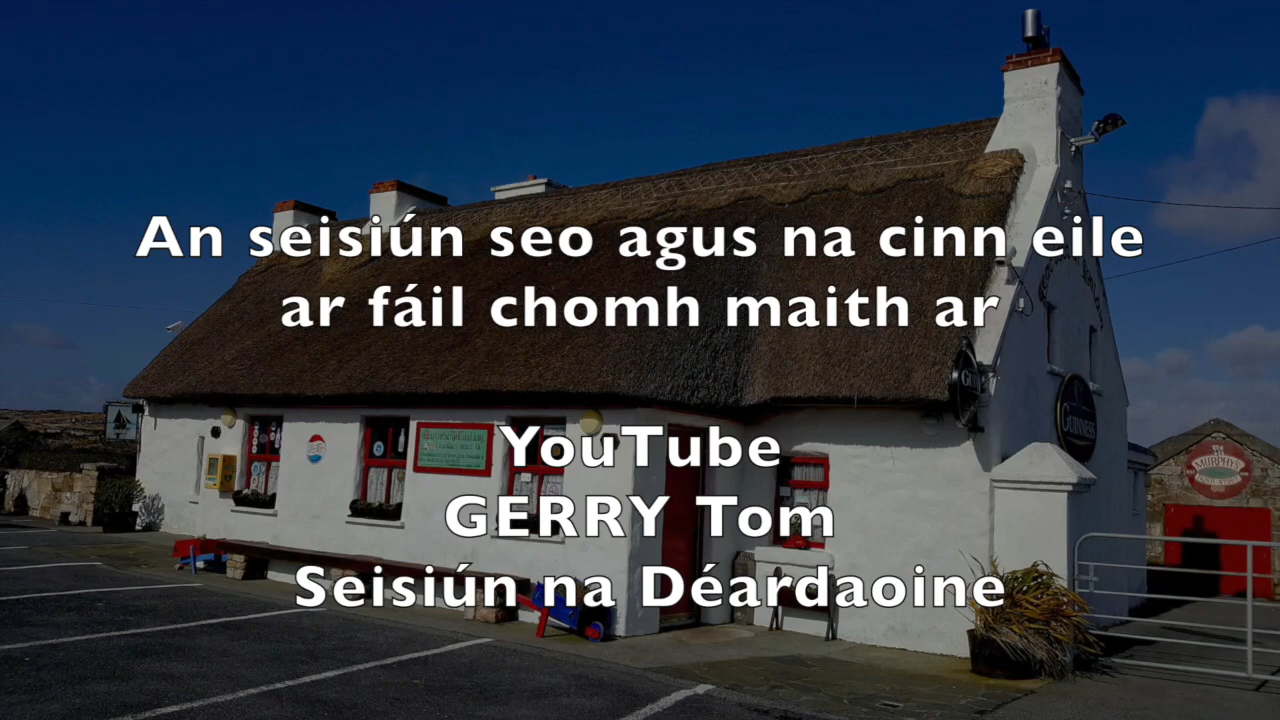 An seisiún seo agus na cinn eile
ar fáil chomh maith ar
YouTube
GERRY Tom
Seisiún na Déardaoine
GUINNESS
MURPHY'S